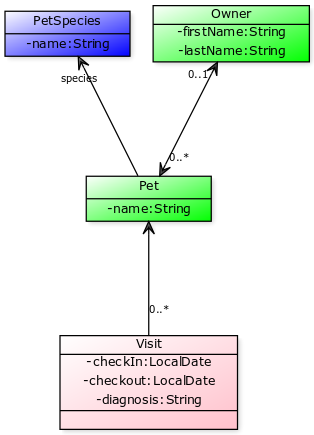 PetSpecies
-name:String
Owner
-firstName:String
-lastName:String
species
0..1
0..*
Pet
-name:String
0..*
Visit
-checkIn:LocalDate
-checkout:LocalDate
-diagnosis:String